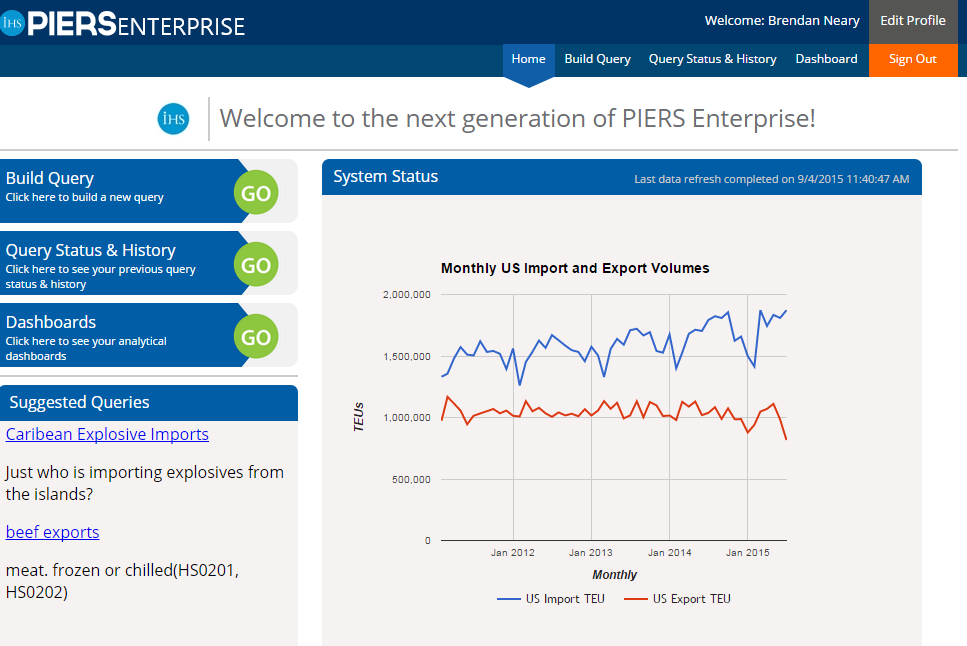 iHS PIERS ENTERPRISE
Welcome: Brendan Neary
Edit Profile
Home
Build Query
Query Status & History
Dashboard
Sign Out
iHS
Welcome to the next generation of PIERS Enterprise!
Build Query
Click here to build a new query
GO
Query Status & History
Click here to see your previous query
status & history
GO
Dashboards
Click here to see your analytical
dashboards
GO
Suggested Queries
Caribean Explosive Imports
Just who is importing explosives from
the islands?
beef exports
meat. frozen or chilled(HS0201,
HS0202)
System Status
Last data refresh completed on 9/4/2015 11:40:47 AM
Monthly US Import and Export Volumes
2,000,000
1,500,000
1,000,000
500,000
0
TEUs
Jan 2012
Jan 2013
Jan 2014
Jan 2015
Monthly
US Import TEU
US Export TEU